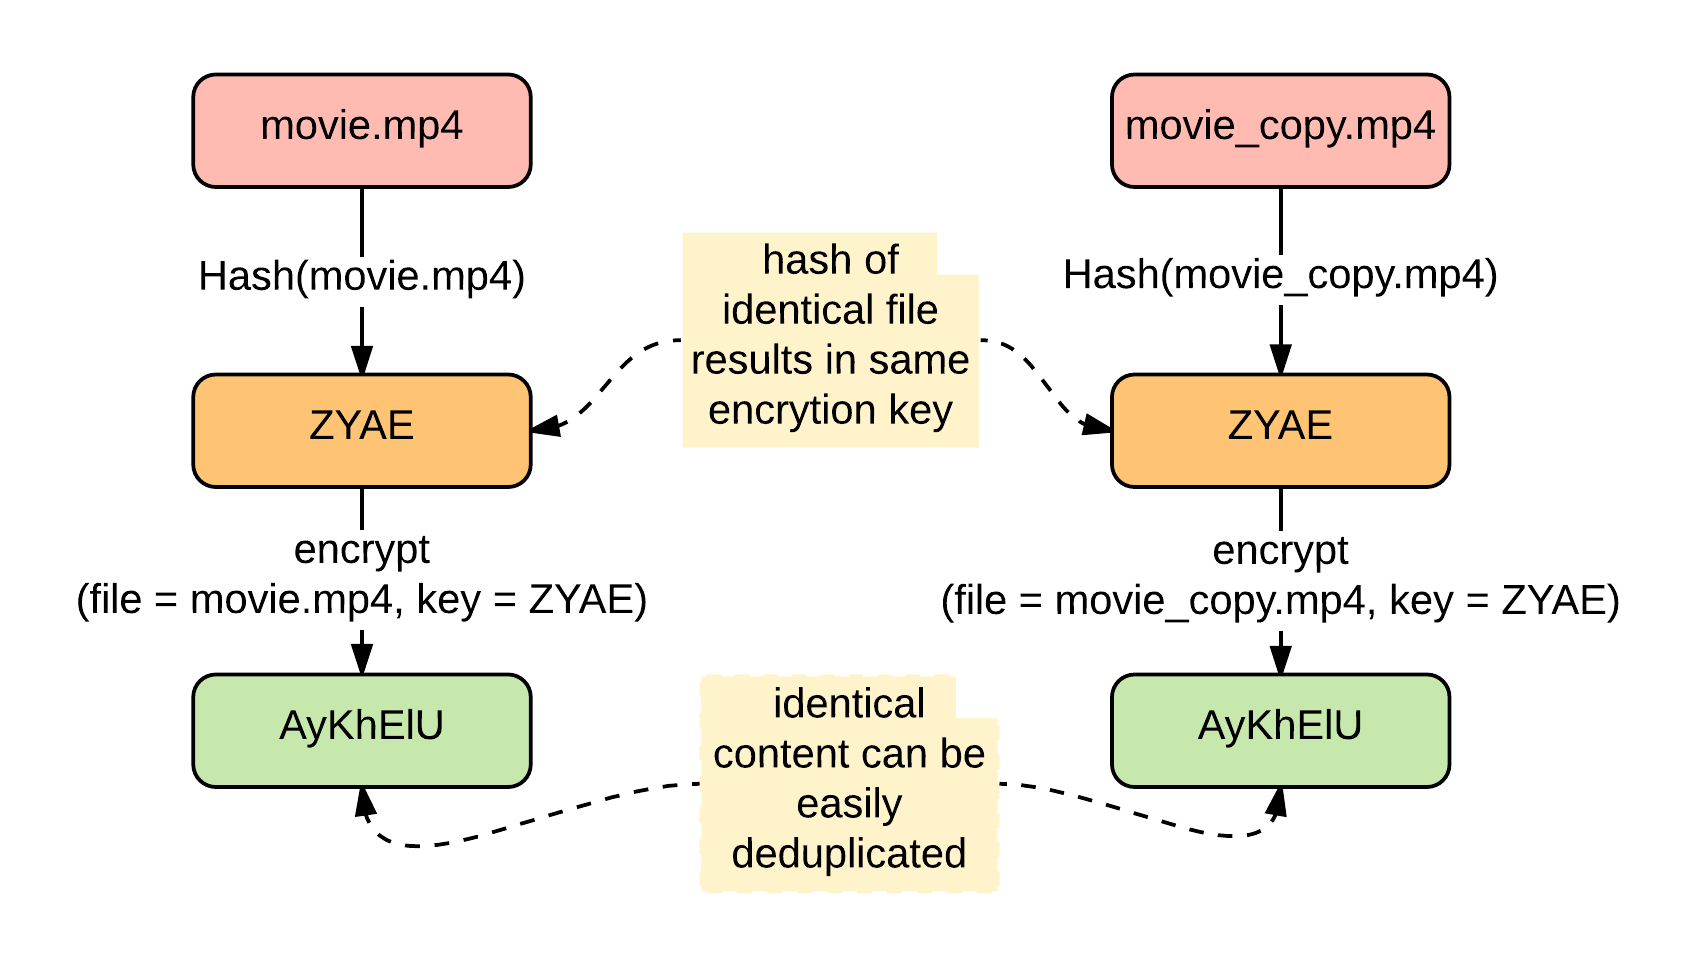 movie.mp4
movie_copy.mp4
Hash(movie.mp4)
hash of
identical file
results in same
encrytion key
Hash(movie_copy.mp4)
ZYAE
ZYAE
encrypt
(file = movie.mp4, key = ZYAE)
encrypt
(file = movie_copy.mp4, key = ZYAE)
AyKhElU
identical
content can be
easily
deduplicated
AyKhElU